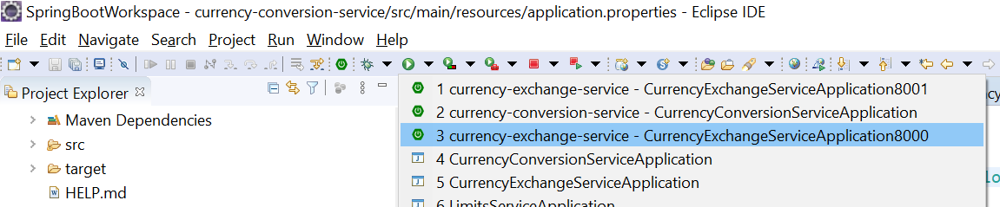 SpringBootWorkspace - currency-conversion-service/src/main/resources/application.properties - Eclipse IDE
File Edit Navigate Search Project Run Window Help
Project Explorer
1 currency-exchange-service - CurrencyExchangeServiceApplication8001
Maven Dependencies
2 currency-conversion-service - CurrencyConversionServiceApplication
src
3 currency-exchange-service - CurrencyExchangeServiceApplication8000
target
4 CurrencyConversionServiceApplication
HELP.md
5 CurrencyExchangeServiceApplication
6 LimitsServiceApplication